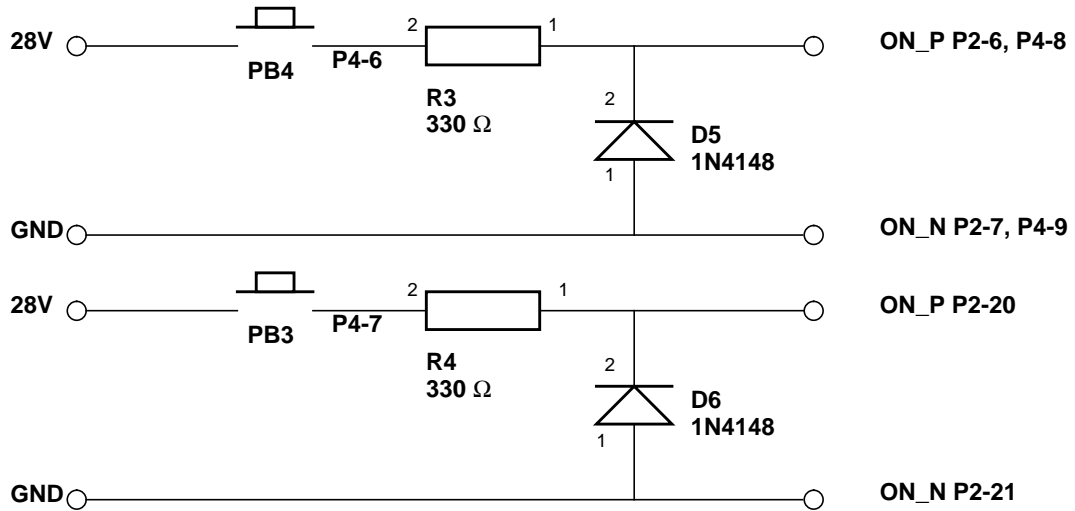 28V
PB4
P4-6
2
1
R3
330 Ω
2
1
D5
1N4148
ON_P P2-6, P4-8
GND
ON_N P2-7, P4-9
28V
PB3
P4-7
2
1
R4
330 Ω
2
1
D6
1N4148
ON_P P2-20
GND
ON_N P2-21